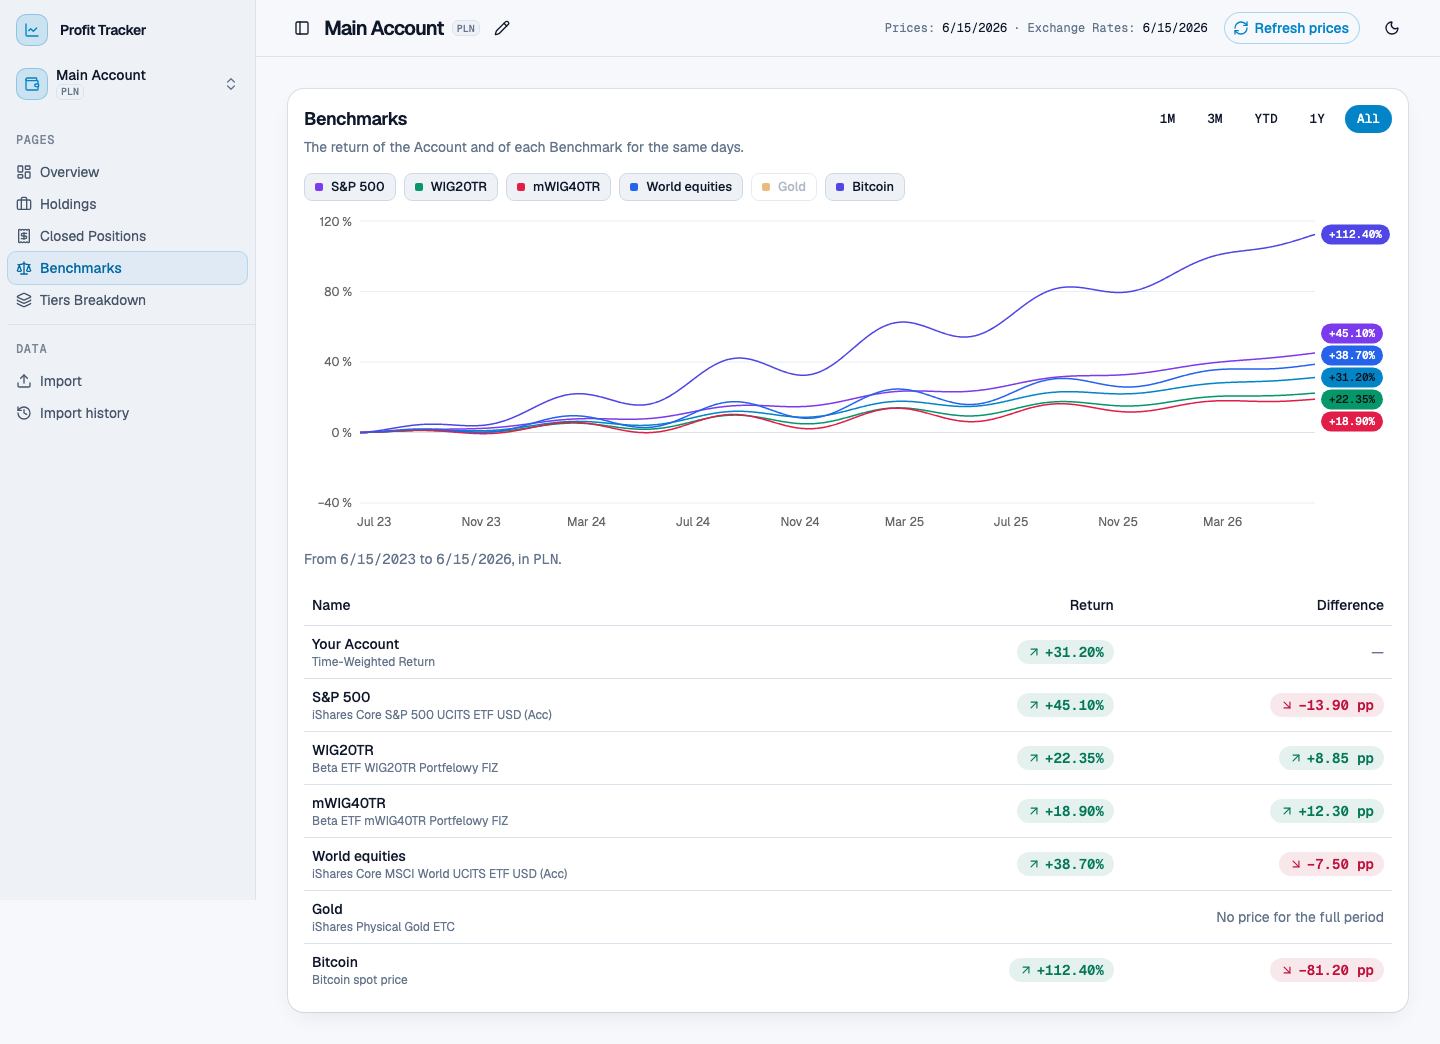 Profit Tracker
Main Account
PLN
PAGES
Overview
Holdings
Closed Positions
Benchmarks
Tiers Breakdown
DATA
Import
Import history
Main Account PLN
Prices: 6/15/2026 · Exchange Rates: 6/15/2026
Refresh prices
Benchmarks
1M 3M YTD 1Y All
The return of the Account and of each Benchmark for the same days.
S&P 500 WIG20TR mWIG40TR World equities Gold Bitcoin
120 %
80 %
40 %
0 %
−40 %
+112.40%
+45.10%
+38.70%
+31.20%
+22.35%
+18.90%
Jul 23 Nov 23 Mar 24 Jul 24 Nov 24 Mar 25 Jul 25 Nov 25 Mar 26
From 6/15/2023 to 6/15/2026, in PLN.
Name Return Difference
Your Account
Time-Weighted Return
+31.20% —
S&P 500
iShares Core S&P 500 UCITS ETF USD (Acc)
+45.10% −13.90 pp
WIG20TR
Beta ETF WIG20TR Portfelowy FIZ
+22.35% +8.85 pp
mWIG40TR
Beta ETF mWIG40TR Portfelowy FIZ
+18.90% +12.30 pp
World equities
iShares Core MSCI World UCITS ETF USD (Acc)
+38.70% −7.50 pp
Gold
iShares Physical Gold ETC
No price for the full period
Bitcoin
Bitcoin spot price
+112.40% −81.20 pp